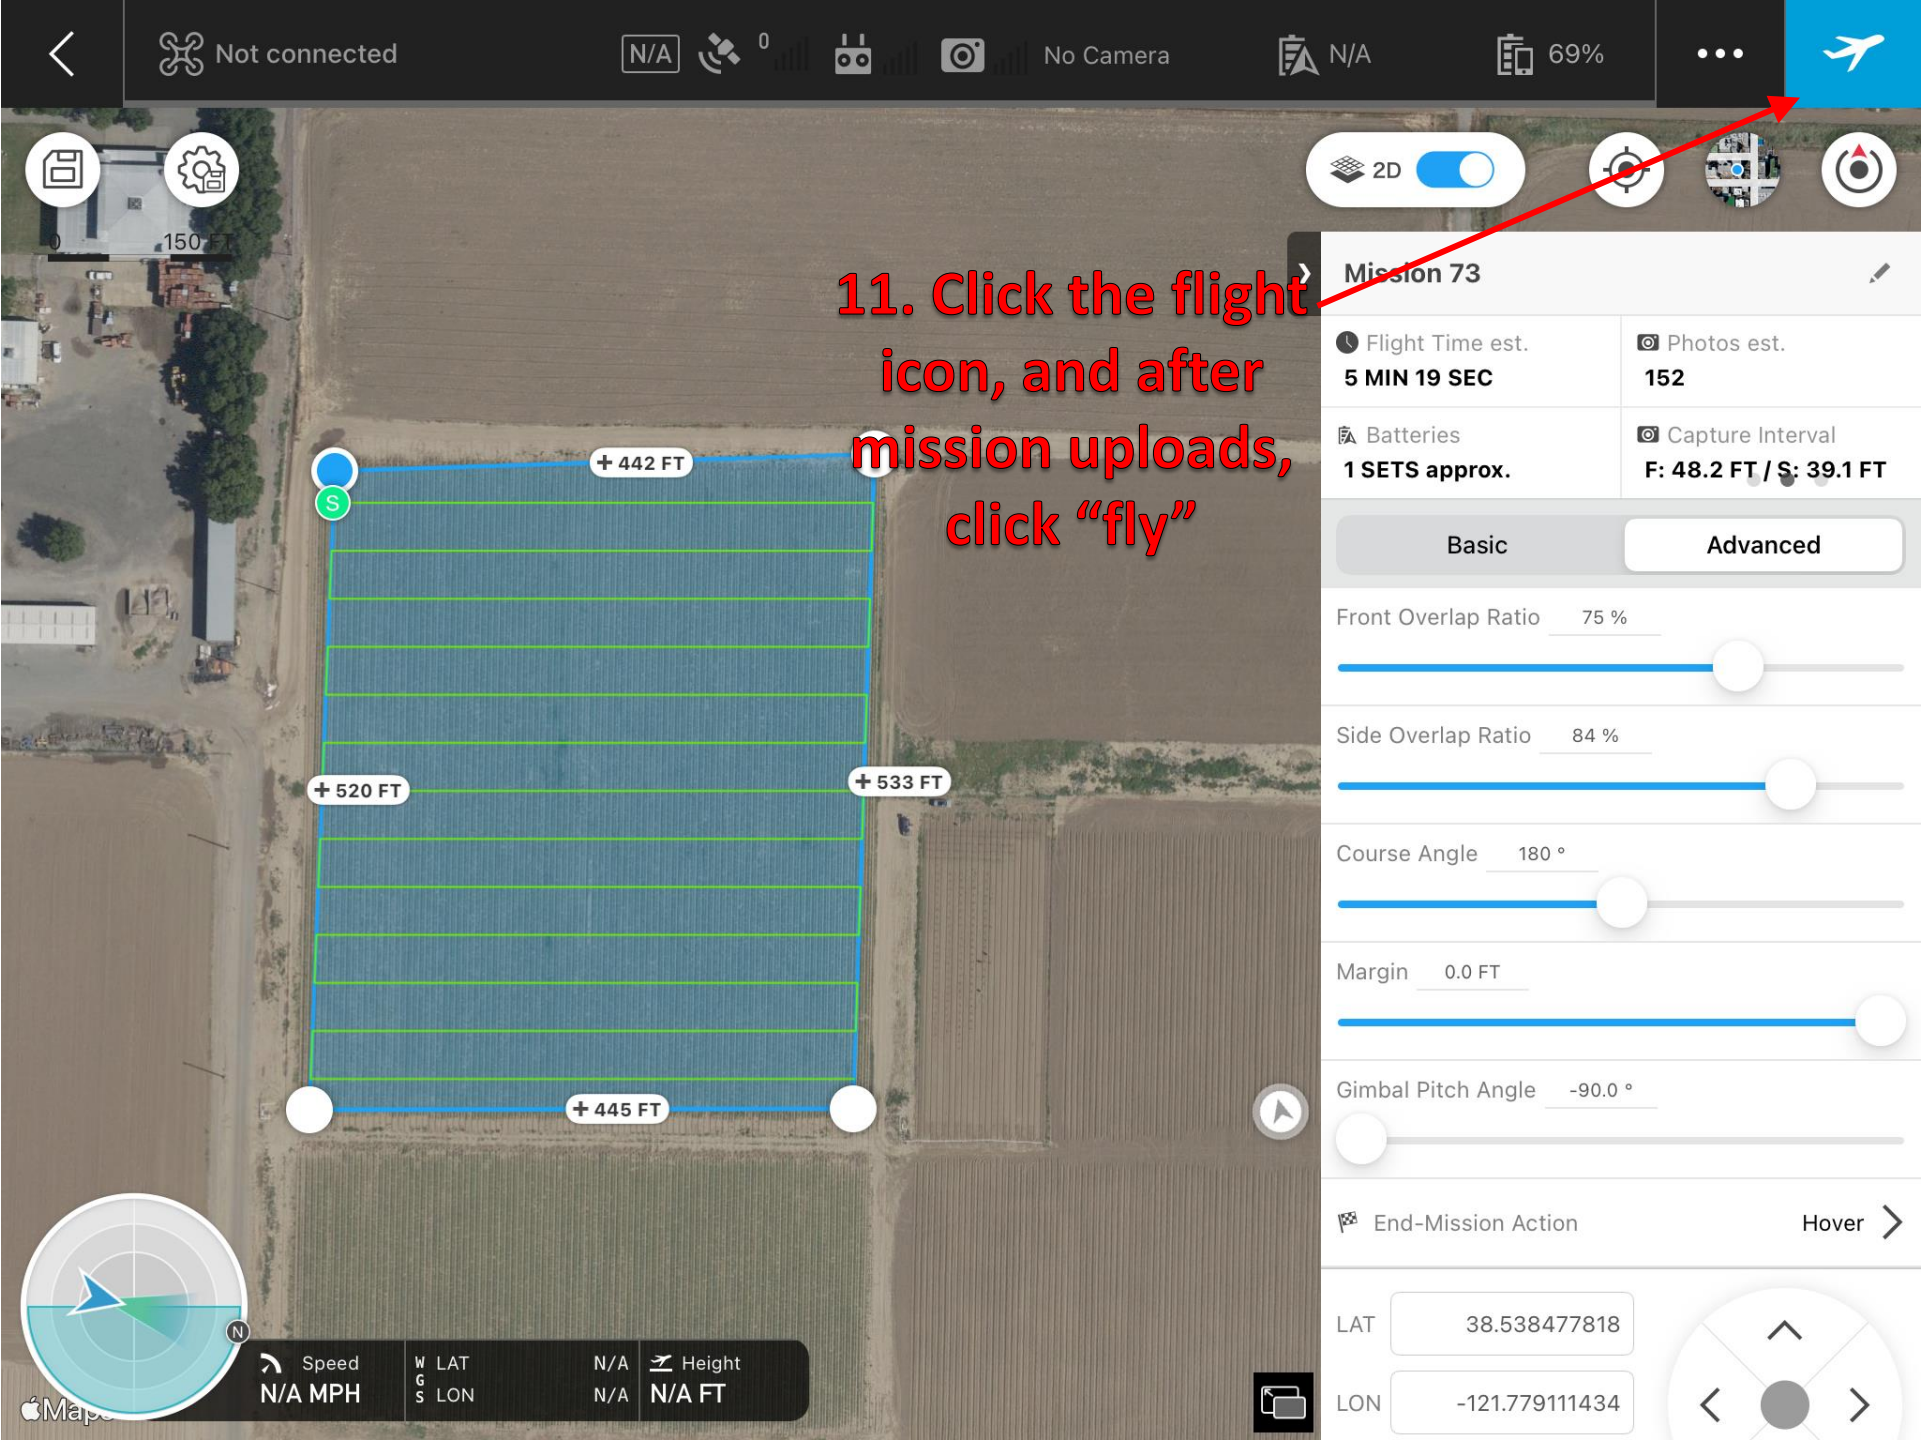 Not connected
N/A
0
No Camera
N/A
69%
2D
0 150 FT
11. Click the flight
icon, and after
mission uploads,
click “fly”
Mission 73
Flight Time est.
5 MIN 19 SEC
Photos est.
152
Batteries
1 SETS approx.
Capture Interval
F: 48.2 FT / S: 39.1 FT
Basic
Advanced
Front Overlap Ratio 75 %
Side Overlap Ratio 84 %
Course Angle 180 °
Margin 0.0 FT
Gimbal Pitch Angle -90.0 °
End-Mission Action Hover
LAT 38.538477818
LON -121.779111434
+ 442 FT
S
+ 520 FT
+ 533 FT
+ 445 FT
N
Speed
N/A MPH
WGS
LAT N/A
LON N/A
Height
N/A FT
Maps